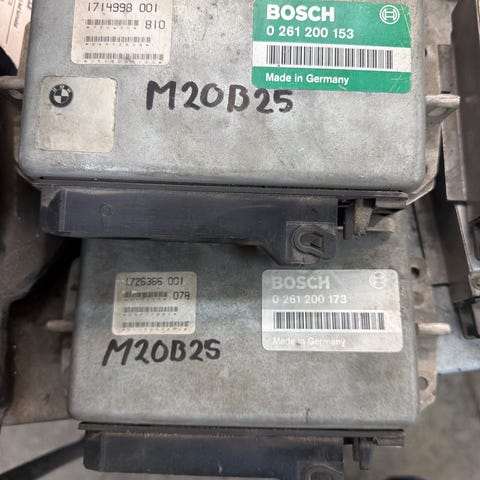 1714998 001
810
BOSCH
0 261 200 153
Made in Germany
M20B25
1726366 001
078
BOSCH
0 261 200 173
Made in Germany
M20B25